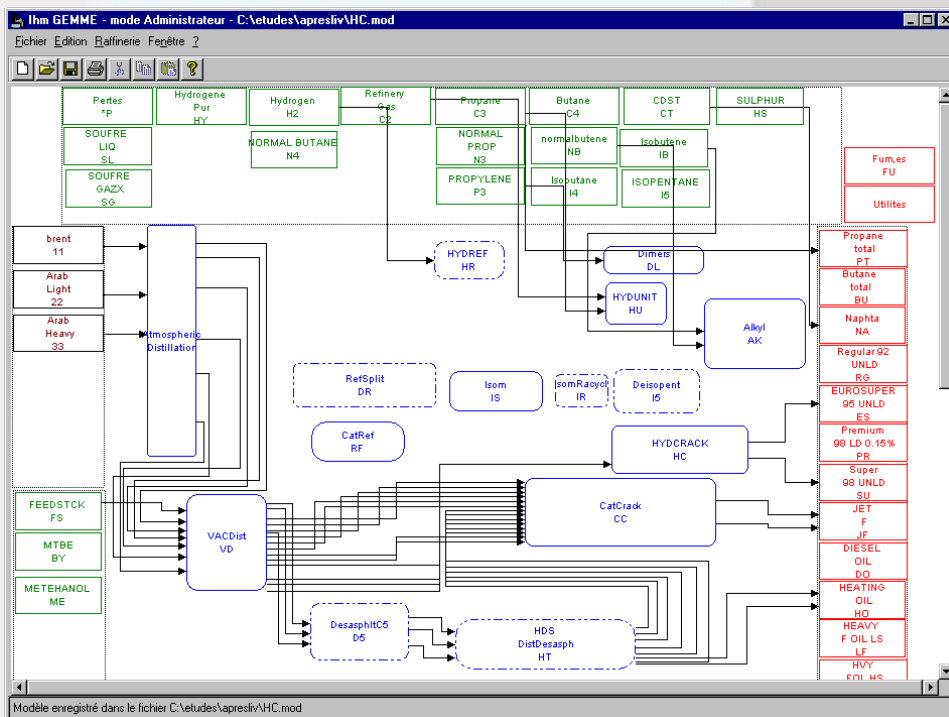 Ihm GEMME - mode Administrateur - C:\etudes\apresliv\HC.mod
Fichier Edition Raffinerie Fenêtre ?
Pertes
*P
Hydrogene
Pur
HY
Hydrogen
H2
Refinery
Gas
C2
Propane
C3
Butane
C4
CDST
CT
SULPHUR
HS
SOUFRE
LIQ
SL
NORMAL BUTANE
N4
NORMAL
PROP
N3
normalbutene
NB
Isobutene
IB
SOUFRE
GAZX
SG
PROPYLENE
P3
Isobutane
I4
ISOPENTANE
I5
Fum,es
FU
Utilites
brent
11
Arab
Light
22
Arab
Heavy
33
Atmospheric
Distillation
HYDREF
HR
Dimers
DL
HYDUNIT
HU
Alkyl
AK
RefSplit
DR
Isom
IS
IsomRacycl
IR
Deisopent
I5
CatRef
RF
HYDCRACK
HC
CatCrack
CC
FEEDSTCK
FS
MTBE
BY
METEHANOL
ME
VACDist
VD
DesaspltC5
D5
HDS
DistDesasph
HT
Propane
total
PT
Butane
total
BU
Naphta
NA
Regular92
UNLD
RG
EUROSUPER
95 UNLD
ES
Premium
98 LD 0.15%
PR
Super
98 UNLD
SU
JET
F
JF
DIESEL
OIL
DO
HEATING
OIL
HO
HEAVY
F OIL LS
LF
HVY
FOL HS
Modèle enregistré dans le fichier C:\etudes\apresliv\HC.mod